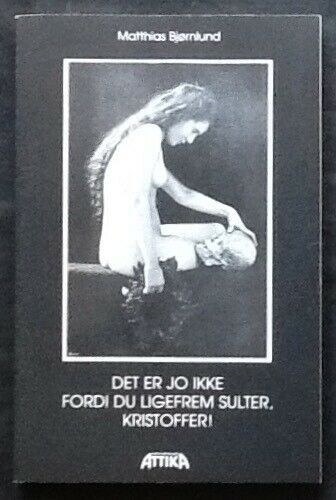 Matthias Bjørnlund
DET ER JO IKKE
FORDI DU LIGEFREM SULTER,
KRISTOFFER!
ATTIKA